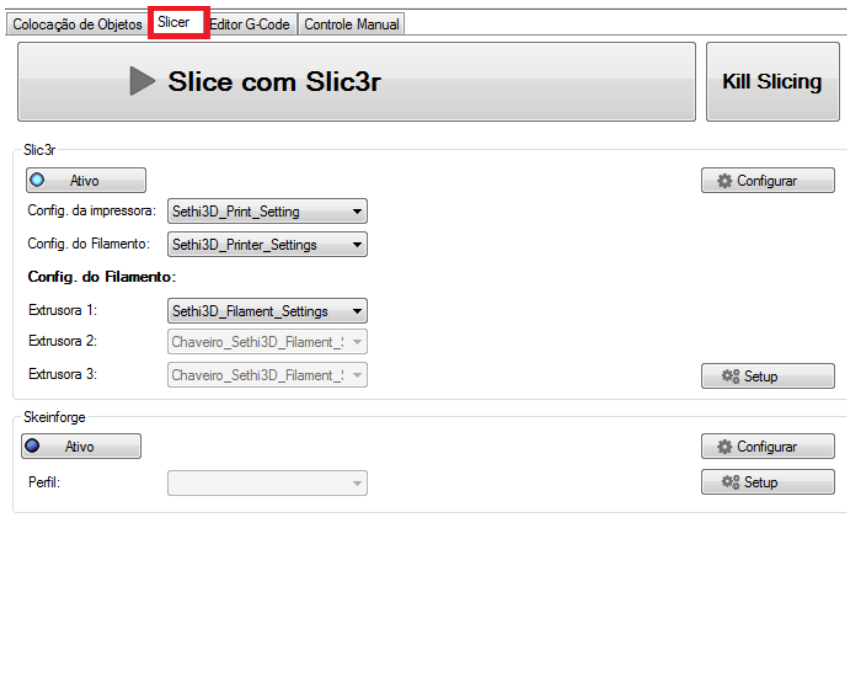 Colocação de Objetos Slicer Editor G-Code Controle Manual
Slice com Slic3r Kill Slicing
Slic3r
Ativo Configurar
Config. da impressora: Sethi3D_Print_Setting
Config. do Filamento: Sethi3D_Printer_Settings
Config. do Filamento:
Extrusora 1: Sethi3D_Filament_Settings
Extrusora 2: Chaveiro_Sethi3D_Filament_
Extrusora 3: Chaveiro_Sethi3D_Filament_ Setup
Skeinforge
Ativo Configurar
Perfil: Setup